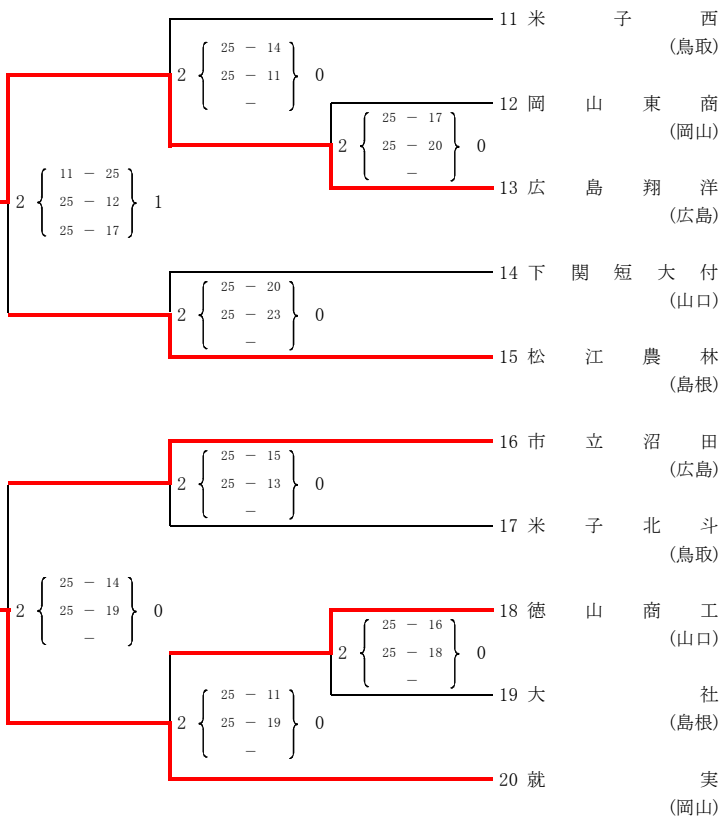 11 米子西
(鳥取)
25 － 14
2 25 － 11 0
－
12 岡山東商
(岡山)
25 － 17
2 25 － 20 0
－
13 広島翔洋
(広島)
11 － 25
2 25 － 12 1
25 － 17
14 下関短大付
(山口)
25 － 20
2 25 － 23 0
－
15 松江農林
(島根)
16 市立沼田
(広島)
25 － 15
2 25 － 13 0
－
17 米子北斗
(鳥取)
25 － 14
2 25 － 19 0
－
18 徳山商工
(山口)
25 － 16
2 25 － 18 0
－
19 大社
(島根)
25 － 11
2 25 － 19 0
－
20 就実
(岡山)